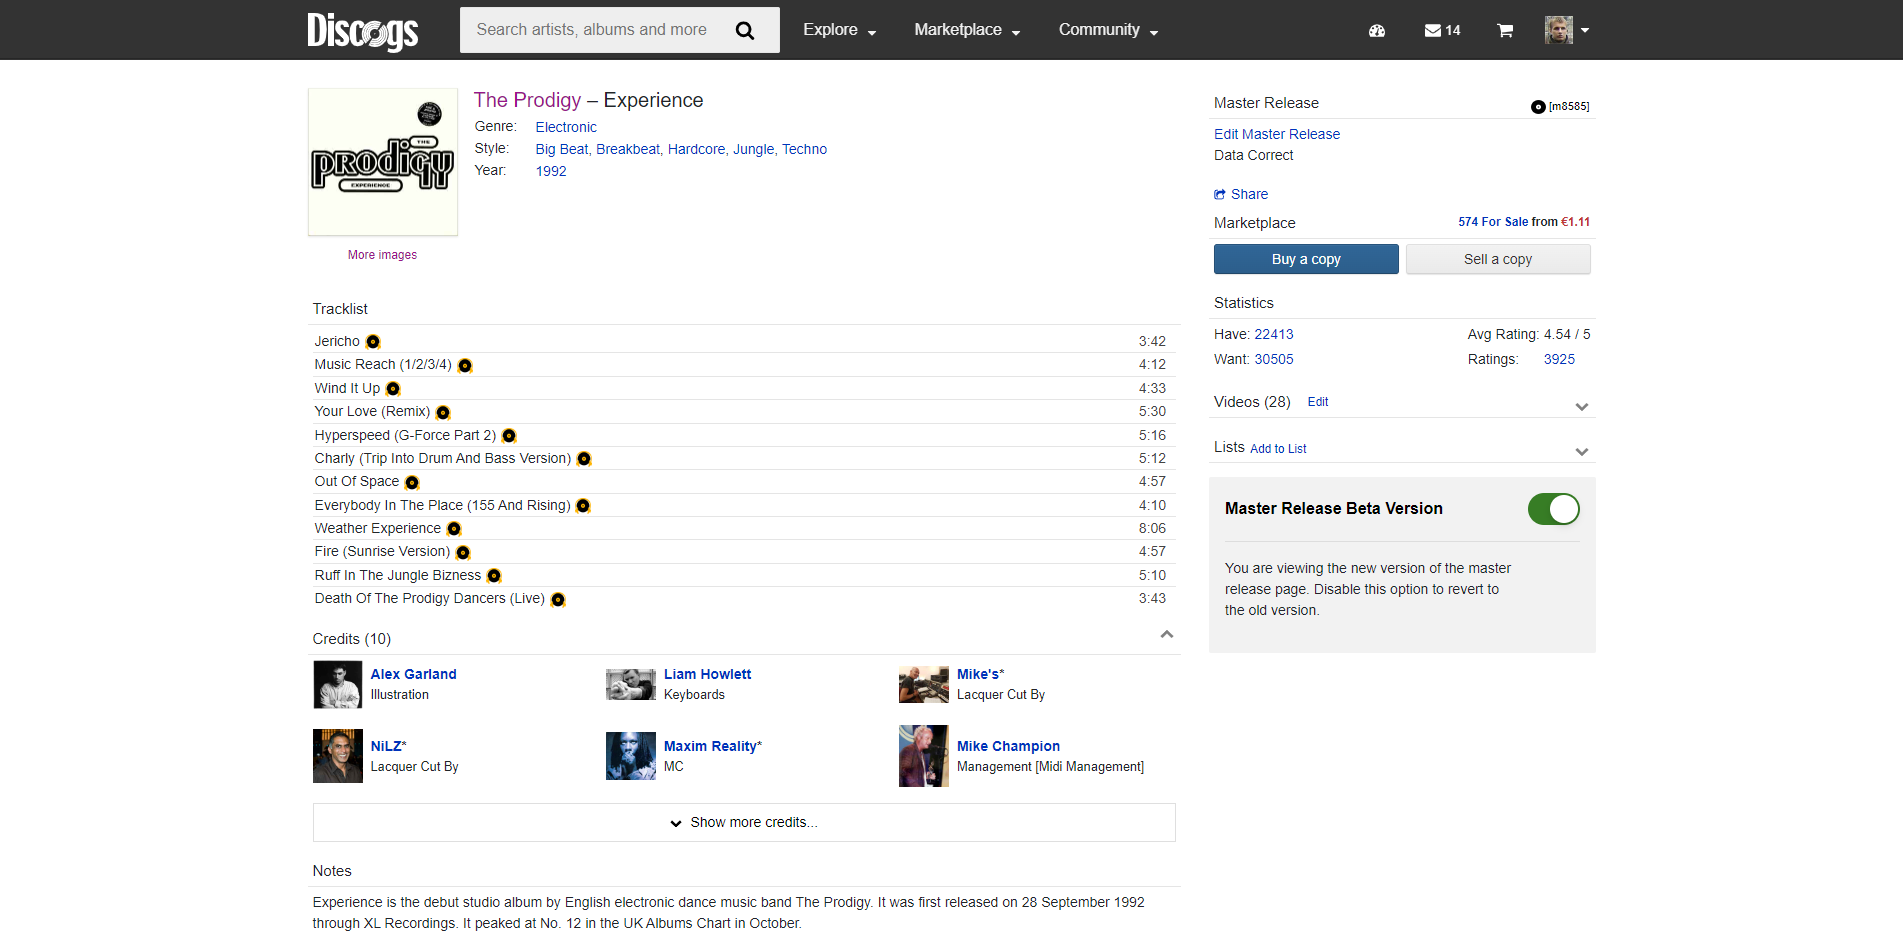 Discogs
Search artists, albums and more
Explore
Marketplace
Community
14
THE
PRODIGY
EXPERIENCE
More images
The Prodigy – Experience
Genre: Electronic
Style: Big Beat, Breakbeat, Hardcore, Jungle, Techno
Year: 1992
Tracklist
Jericho 3:42
Music Reach (1/2/3/4) 4:12
Wind It Up 4:33
Your Love (Remix) 5:30
Hyperspeed (G-Force Part 2) 5:16
Charly (Trip Into Drum And Bass Version) 5:12
Out Of Space 4:57
Everybody In The Place (155 And Rising) 4:10
Weather Experience 8:06
Fire (Sunrise Version) 4:57
Ruff In The Jungle Bizness 5:10
Death Of The Prodigy Dancers (Live) 3:43
Credits (10)
Alex Garland
Illustration
Liam Howlett
Keyboards
Mike's*
Lacquer Cut By
NiLZ*
Lacquer Cut By
Maxim Reality*
MC
Mike Champion
Management [Midi Management]
Show more credits...
Notes
Experience is the debut studio album by English electronic dance music band The Prodigy. It was first released on 28 September 1992
through XL Recordings. It peaked at No. 12 in the UK Albums Chart in October.
Master Release [m8585]
Edit Master Release
Data Correct
Share
Marketplace 574 For Sale from €1.11
Buy a copy
Sell a copy
Statistics
Have: 22413 Avg Rating: 4.54 / 5
Want: 30505 Ratings: 3925
Videos (28) Edit
Lists Add to List
Master Release Beta Version
You are viewing the new version of the master
release page. Disable this option to revert to
the old version.